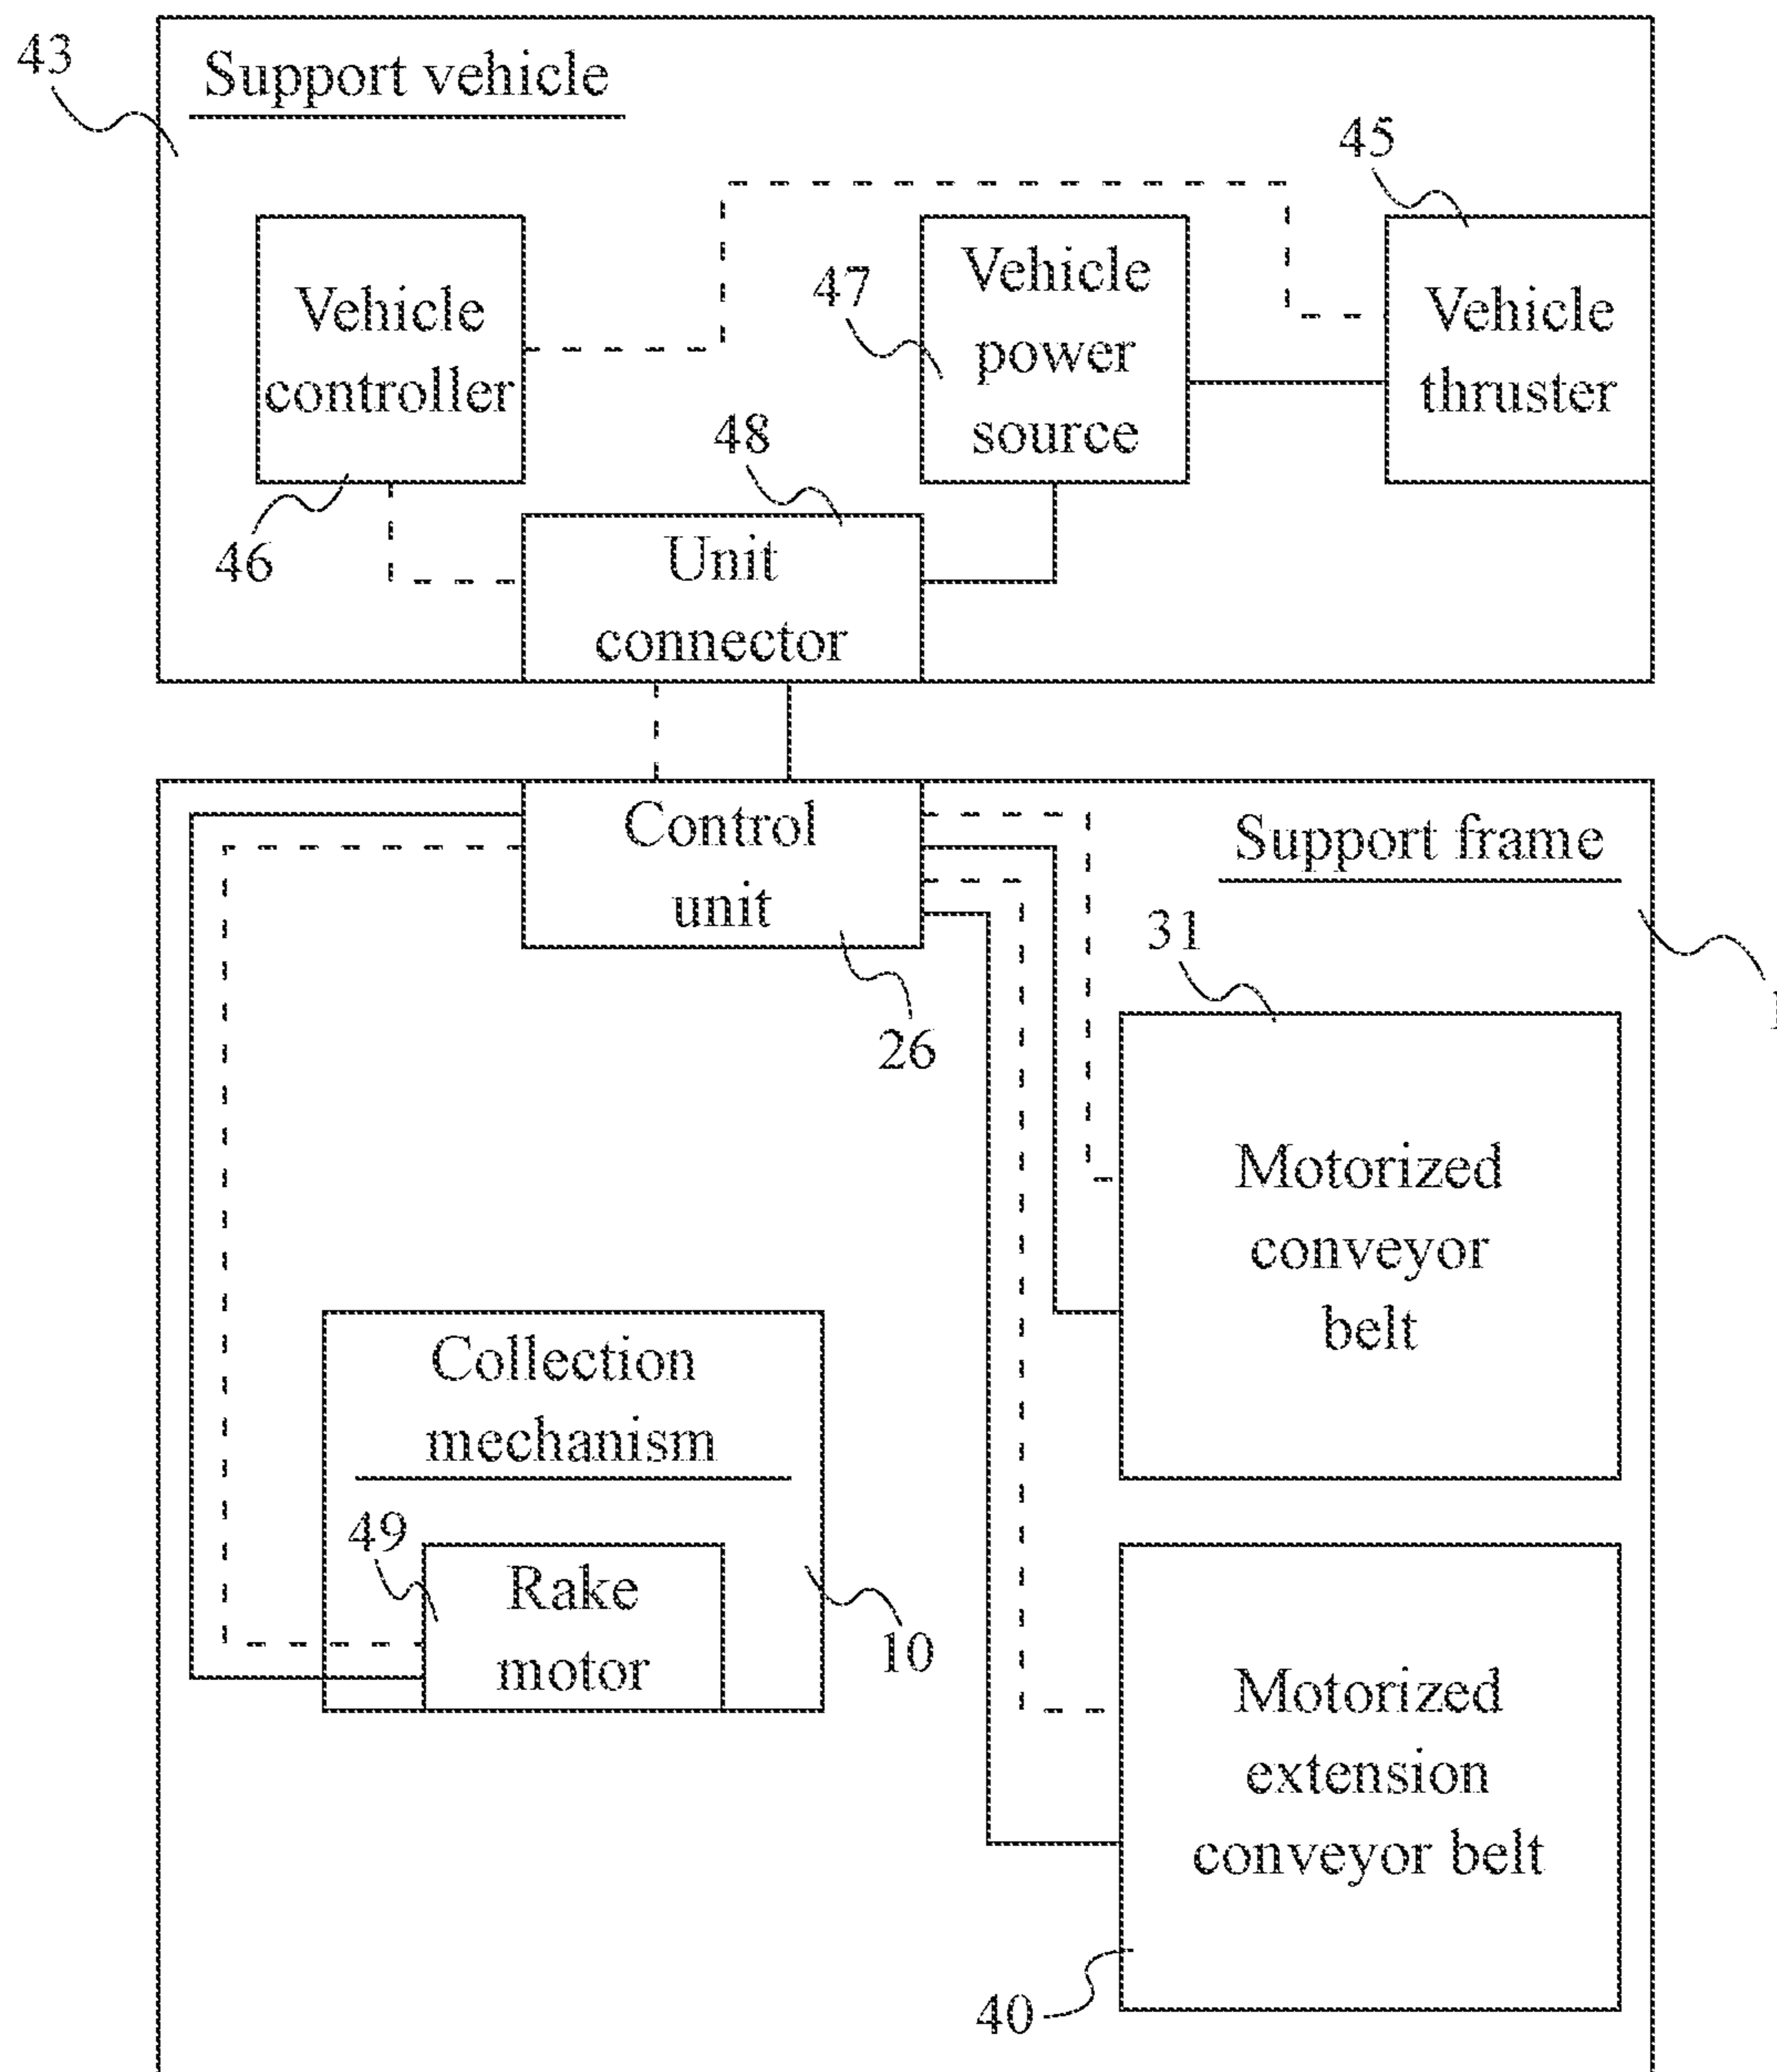 43
Support vehicle
45
Vehicle
controller
47
Vehicle
power
source
Vehicle
thruster
46
48
Unit
connector
Control
unit
26
Support frame
1
31
Motorized
conveyor
belt
Collection
mechanism
49
Rake
motor
10
Motorized
extension
conveyor belt
40